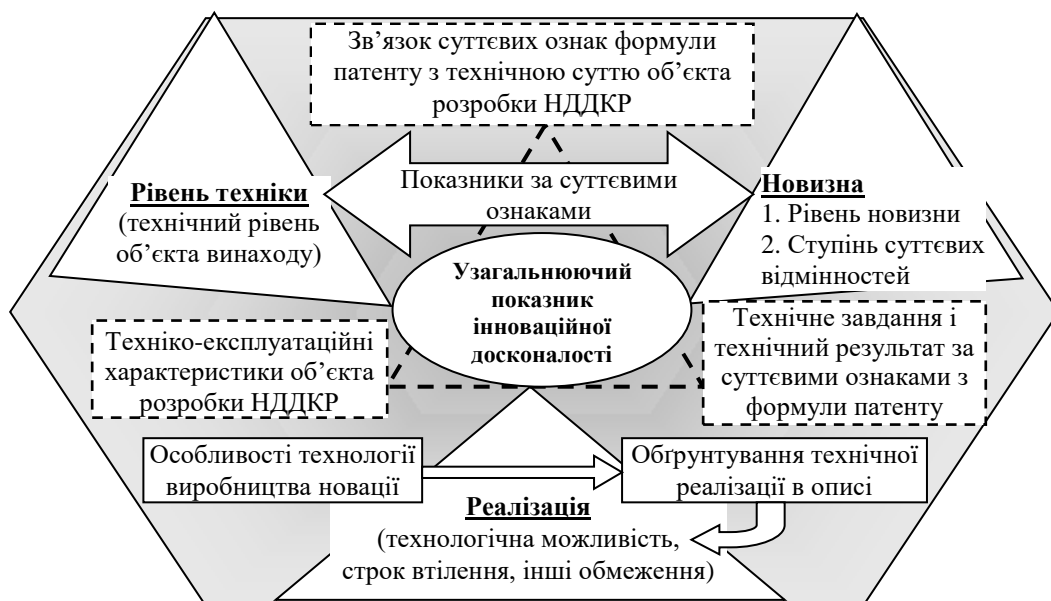 Зв’язок суттєвих ознак формули
патенту з технічною суттю об’єкта
розробки НДДКР
Рівень техніки
(технічний рівень
об’єкта винаходу)
Показники за суттєвими
ознаками
Новизна
1. Рівень новизни
2. Ступінь суттєвих
відмінностей
Узагальнюючий
показник
інноваційної
досконалості
Техніко-експлуатаційні
характеристики об’єкта
розробки НДДКР
Технічне завдання і
технічний результат за
суттєвими ознаками з
формули патенту
Особливості технології
виробництва новації
Обґрунтування технічної
реалізації в описі
Реалізація
(технологічна можливість,
строк втілення, інші обмеження)